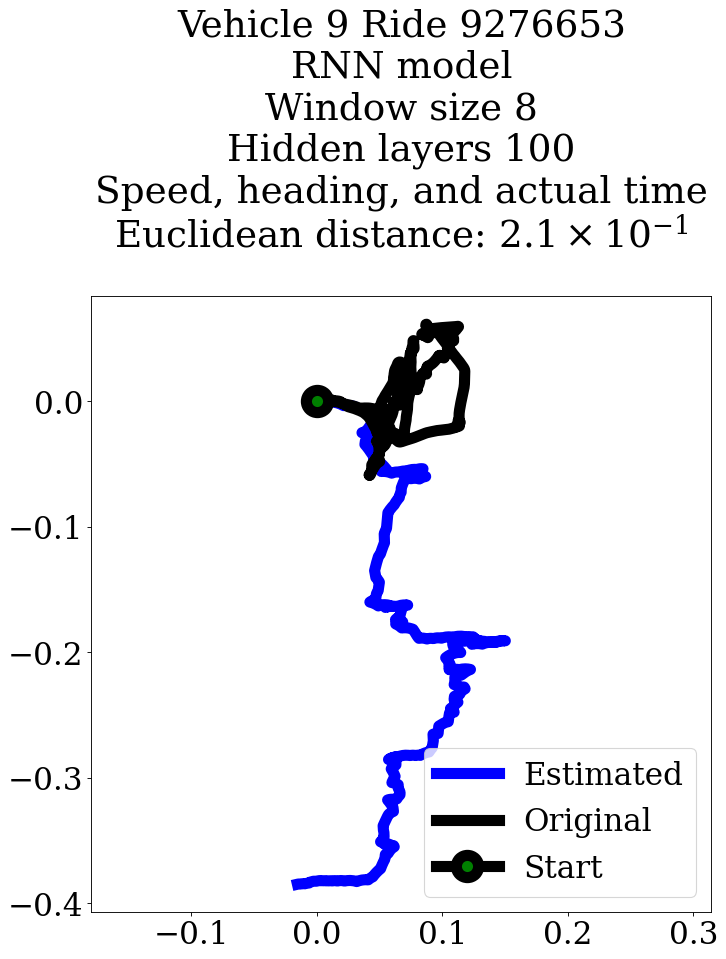 Vehicle 9 Ride 9276653
RNN model
Window size 8
Hidden layers 100
Speed, heading, and actual time
Euclidean distance: 2.1 × 10⁻¹
0.0
−0.1
−0.2
−0.3
−0.4
−0.1 0.0 0.1 0.2 0.3
Estimated
Original
Start